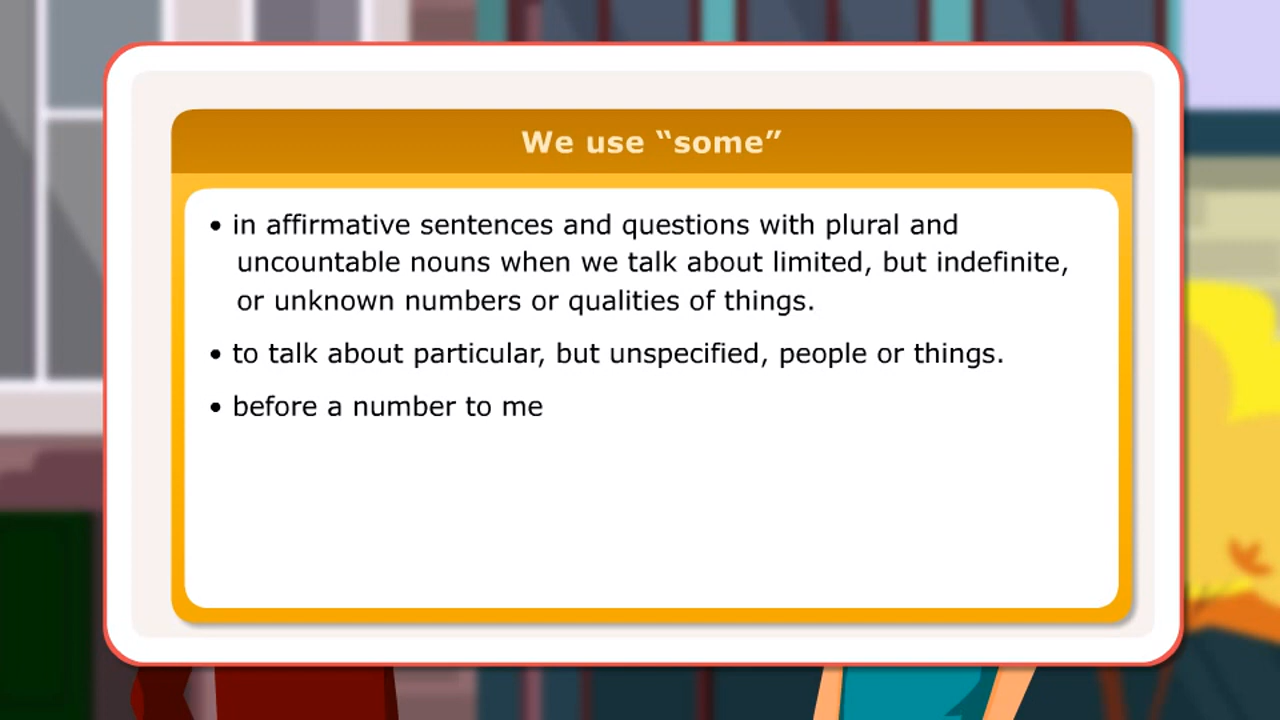 We use “some”
• in affirmative sentences and questions with plural and
uncountable nouns when we talk about limited, but indefinite,
or unknown numbers or qualities of things.
• to talk about particular, but unspecified, people or things.
• before a number to me